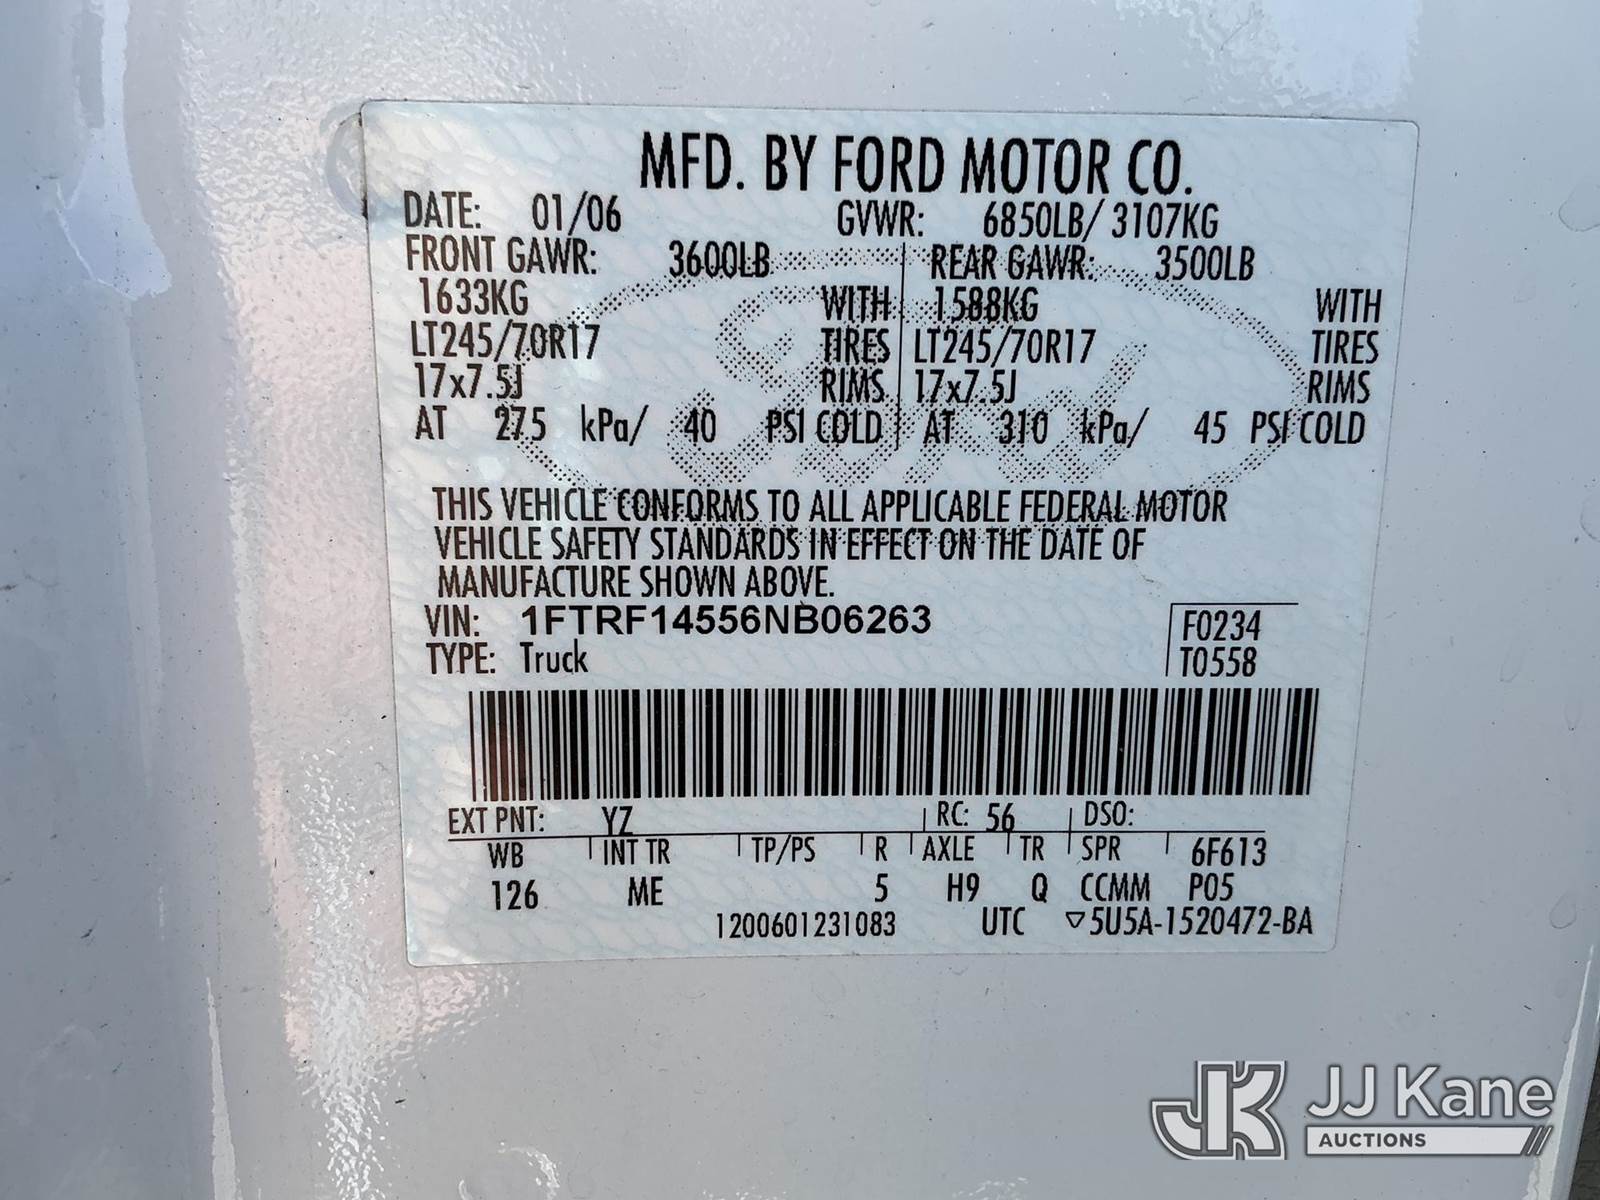 MFD. BY FORD MOTOR CO.
DATE: 01/06 GVWR: 6850LB/ 3107KG
FRONT GAWR: 3600LB REAR GAWR: 3500LB
1633KG WITH 1588KG WITH
LT245/70R17 TIRES LT245/70R17 TIRES
17x7.5J RIMS 17x7.5J RIMS
AT 275 kPa/ 40 PSI COLD AT 310 kPa/ 45 PSI COLD
Ford
THIS VEHICLE CONFORMS TO ALL APPLICABLE FEDERAL MOTOR
VEHICLE SAFETY STANDARDS IN EFFECT ON THE DATE OF
MANUFACTURE SHOWN ABOVE.
VIN: 1FTRF14556NB06263 F0234
TYPE: Truck T0558
EXT PNT: YZ RC: 56 DSO:
WB INT TR TP/PS R AXLE TR SPR 6F613
126 ME 5 H9 Q CCMM P05
1200601231083 UTC ▽5U5A-1520472-BA
JK JJ Kane
AUCTIONS